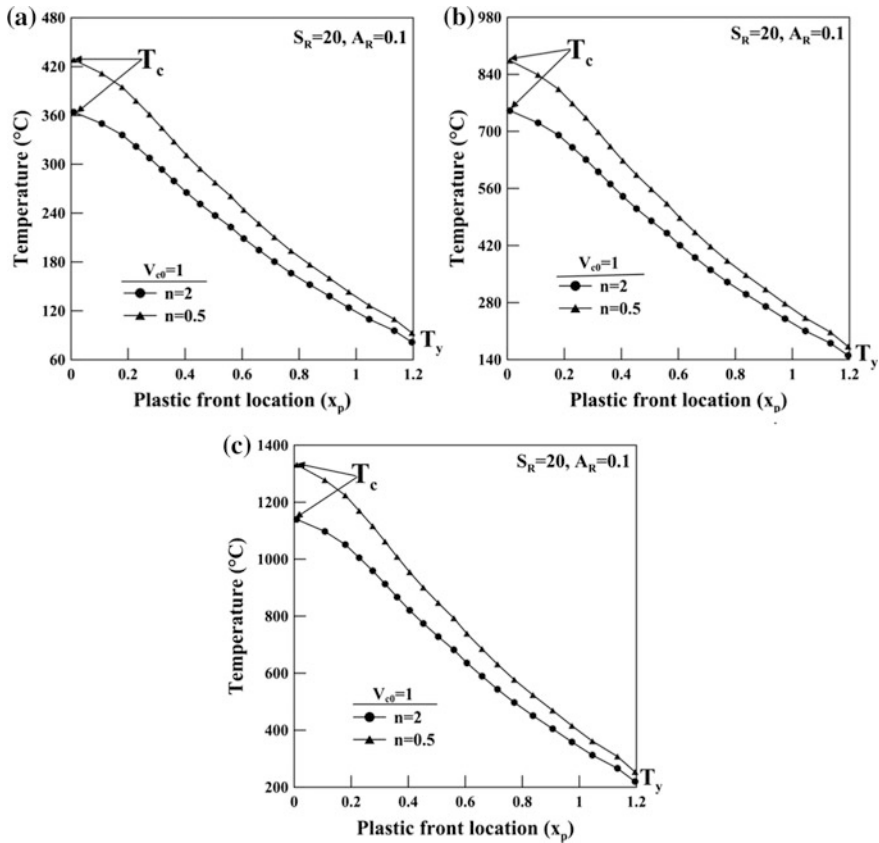 (a)
480
420
360
300
240
180
120
60
Temperature (°C)
S_R=20, A_R=0.1
T_c
V_c0=1
n=2
n=0.5
T_y
0 0.2 0.4 0.6 0.8 1 1.2
Plastic front location (x_p)
(b)
980
840
700
560
420
280
140
Temperature (°C)
S_R=20, A_R=0.1
T_c
V_c0=1
n=2
n=0.5
T_y
0 0.2 0.4 0.6 0.8 1 1.2
Plastic front location (x_p)
(c)
1400
1200
1000
800
600
400
200
Temperature (°C)
S_R=20, A_R=0.1
T_c
V_c0=1
n=2
n=0.5
T_y
0 0.2 0.4 0.6 0.8 1 1.2
Plastic front location (x_p)